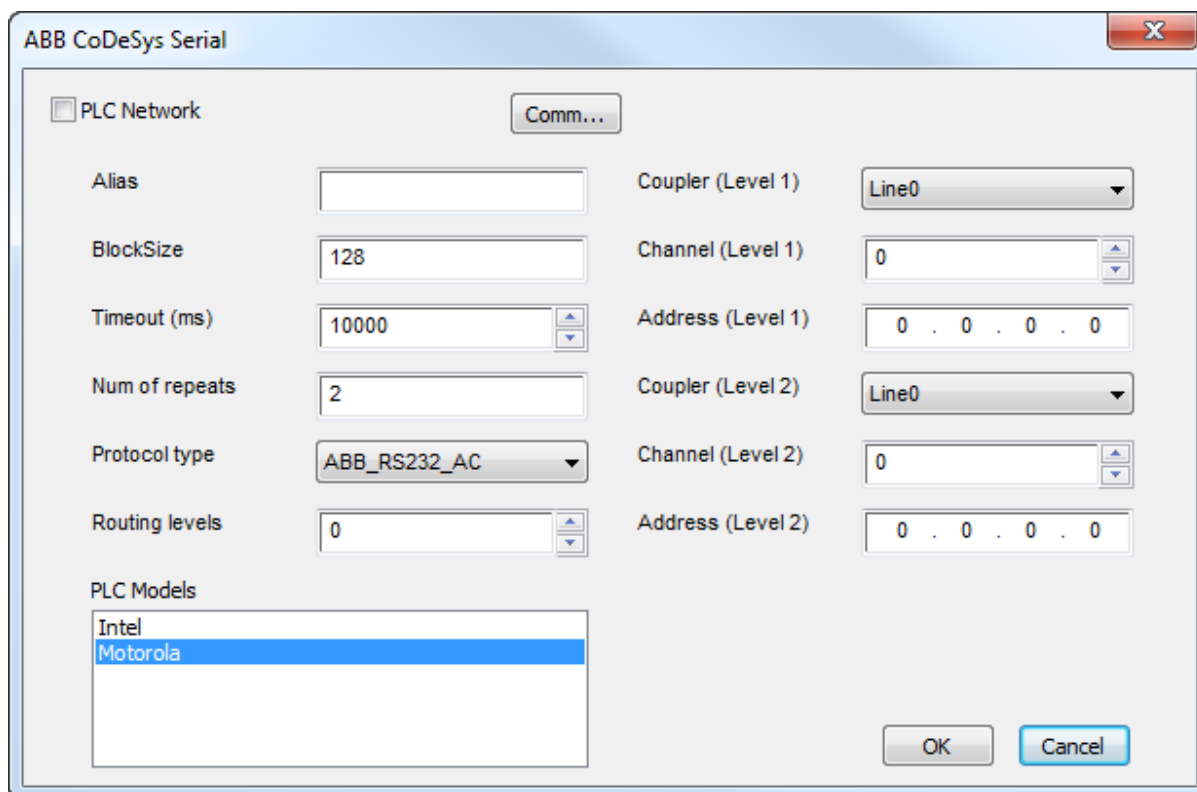 ABB CoDeSys Serial
PLC Network
Comm...
Alias
Coupler (Level 1) Line0
BlockSize 128
Channel (Level 1) 0
Timeout (ms) 10000
Address (Level 1) 0 . 0 . 0 . 0
Num of repeats 2
Coupler (Level 2) Line0
Protocol type ABB_RS232_AC
Channel (Level 2) 0
Routing levels 0
Address (Level 2) 0 . 0 . 0 . 0
PLC Models
Intel
Motorola
OK
Cancel